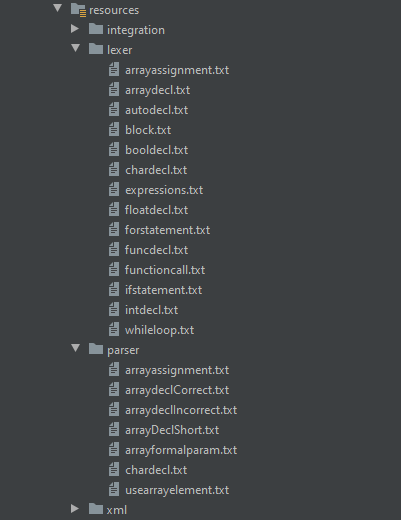 resources
integration
lexer
arrayassignment.txt
arraydecl.txt
autodecl.txt
block.txt
booldecl.txt
chardecl.txt
expressions.txt
floatdecl.txt
forstatement.txt
funcdecl.txt
functioncall.txt
ifstatement.txt
intdecl.txt
whileloop.txt
parser
arrayassignment.txt
arraydeclCorrect.txt
arraydeclIncorrect.txt
arrayDeclShort.txt
arrayformalparam.txt
chardecl.txt
usearrayelement.txt
xml